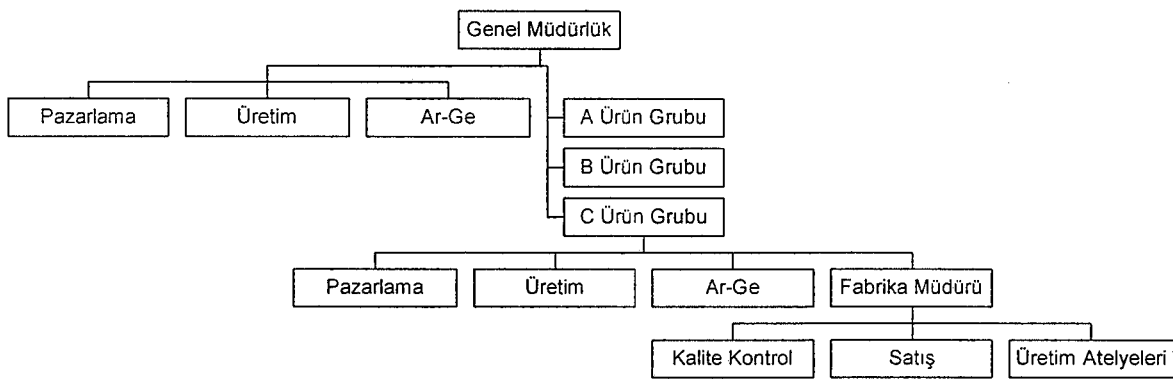 Genel Müdürlük
Pazarlama
Üretim
Ar-Ge
A Ürün Grubu
B Ürün Grubu
C Ürün Grubu
Pazarlama
Üretim
Ar-Ge
Fabrika Müdürü
Kalite Kontrol
Satış
Üretim Atelyeleri